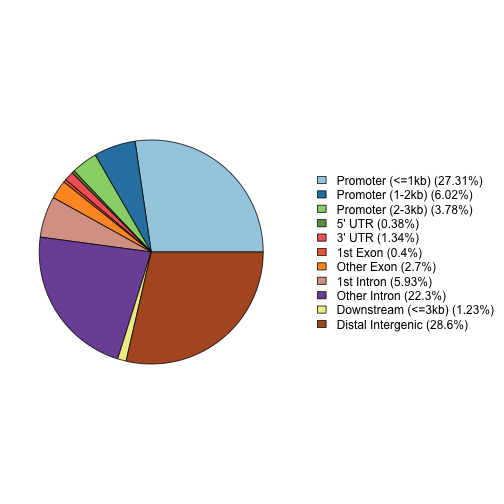 Promoter (<=1kb) (27.31%)
Promoter (1-2kb) (6.02%)
Promoter (2-3kb) (3.78%)
5' UTR (0.38%)
3' UTR (1.34%)
1st Exon (0.4%)
Other Exon (2.7%)
1st Intron (5.93%)
Other Intron (22.3%)
Downstream (<=3kb) (1.23%)
Distal Intergenic (28.6%)